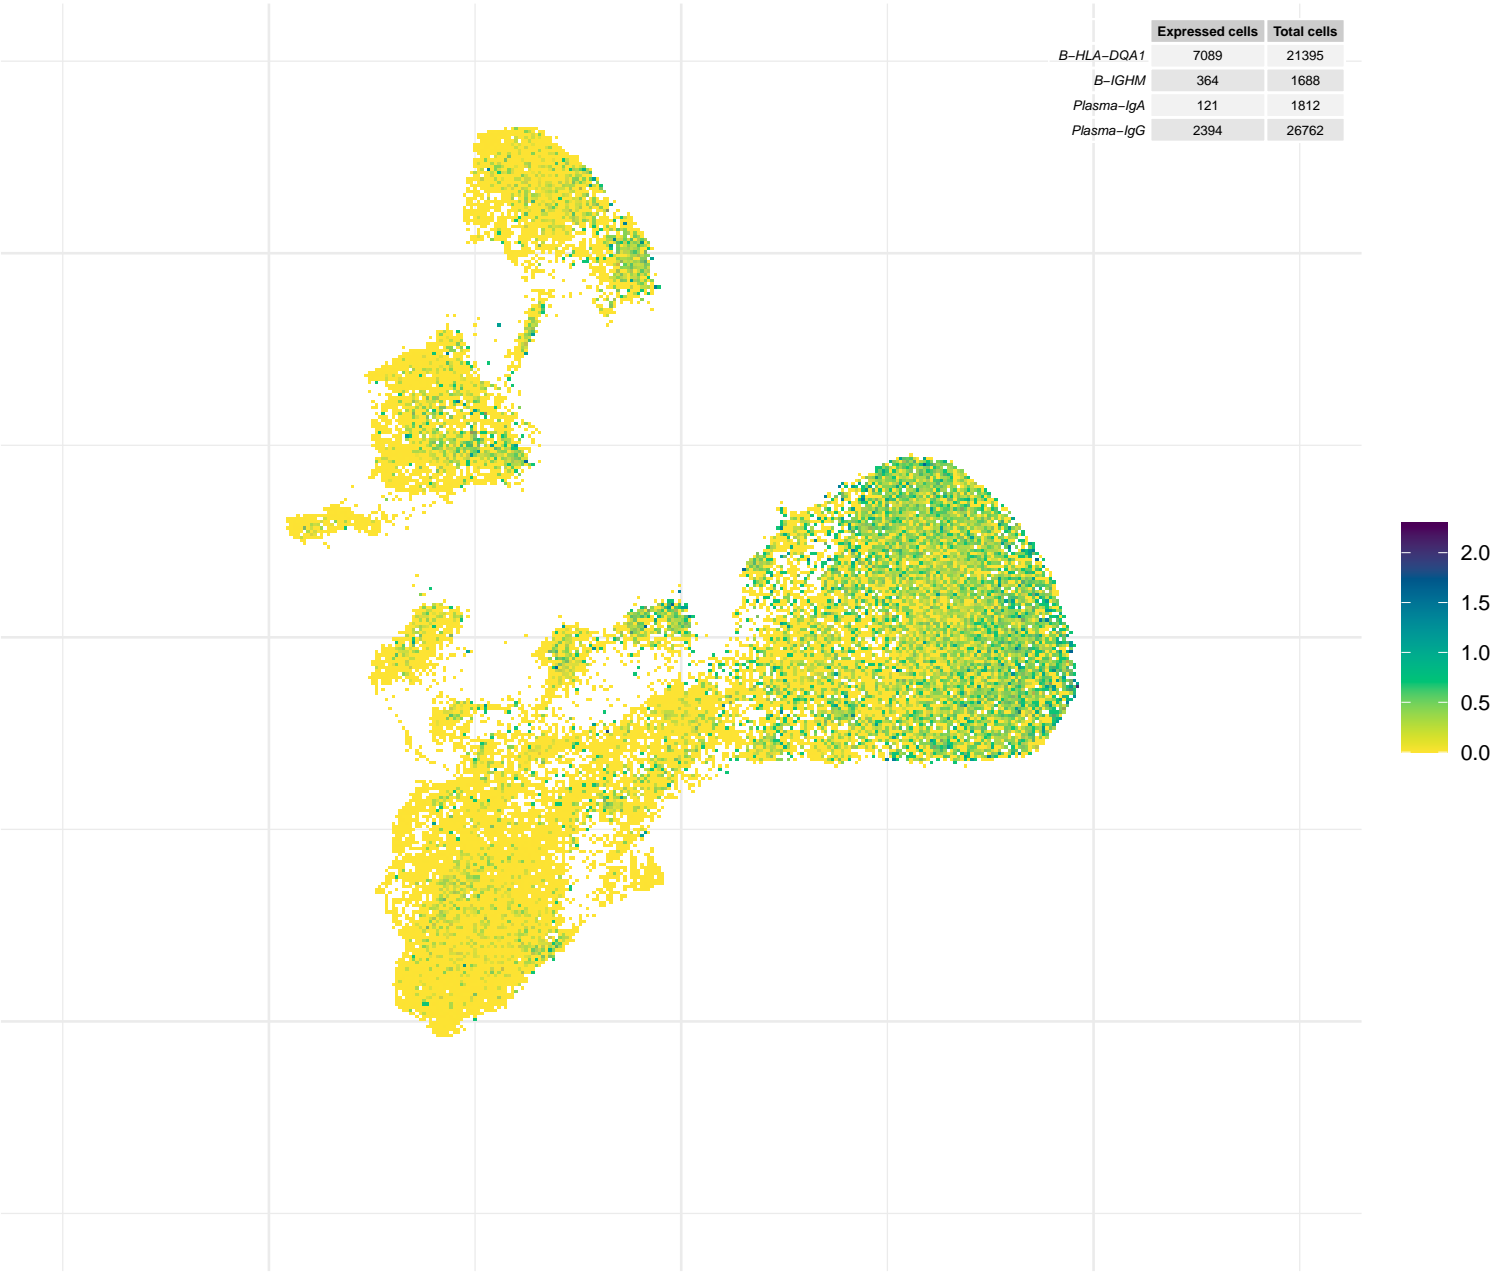 Expressed cells Total cells
B−HLA−DQA1 7089 21395
B−IGHM 364 1688
Plasma−IgA 121 1812
Plasma−IgG 2394 26762
2.0
1.5
1.0
0.5
0.0